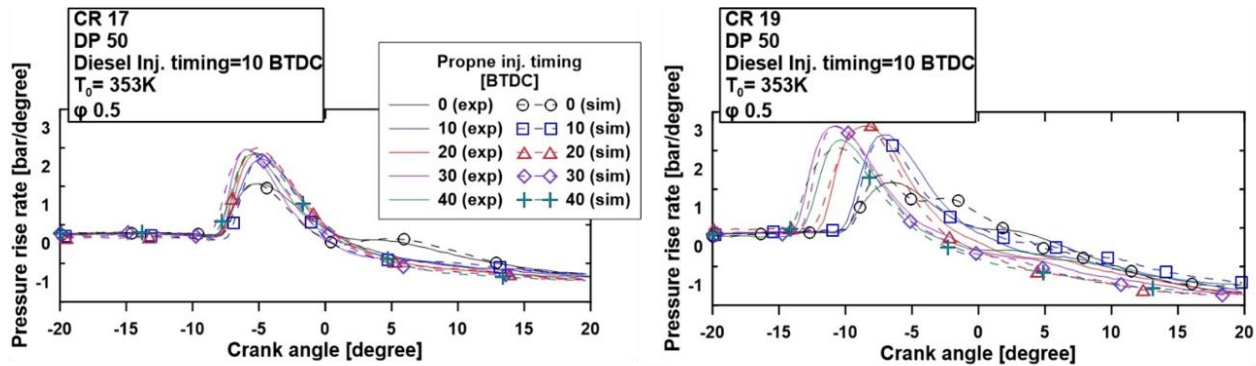 CR 17
DP 50
Diesel Inj. timing=10 BTDC
T₀= 353K
φ 0.5
Propne inj. timing
[BTDC]
0 (exp) 0 (sim)
10 (exp) 10 (sim)
20 (exp) 20 (sim)
30 (exp) 30 (sim)
40 (exp) 40 (sim)
Pressure rise rate [bar/degree]
3
2
1
0
-1
-20 -15 -10 -5 0 5 10 15 20
Crank angle [degree]
CR 19
DP 50
Diesel Inj. timing=10 BTDC
T₀= 353K
φ 0.5
Pressure rise rate [bar/degree]
3
2
1
0
-1
-20 -15 -10 -5 0 5 10 15 20
Crank angle [degree]